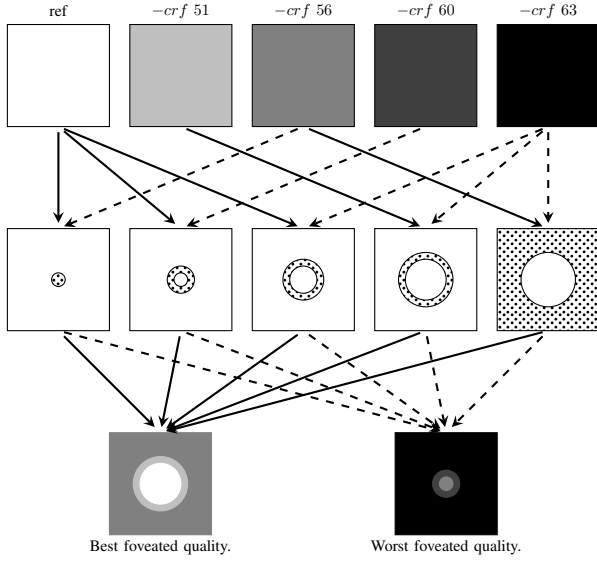 ref
−crf 51
−crf 56
−crf 60
−crf 63
Best foveated quality.
Worst foveated quality.